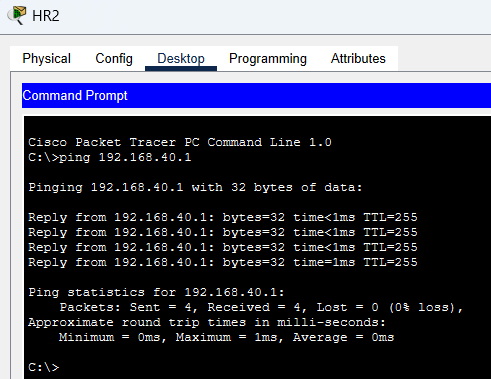 HR2
Physical Config Desktop Programming Attributes
Command Prompt
Cisco Packet Tracer PC Command Line 1.0
C:\>ping 192.168.40.1
Pinging 192.168.40.1 with 32 bytes of data:
Reply from 192.168.40.1: bytes=32 time<1ms TTL=255
Reply from 192.168.40.1: bytes=32 time<1ms TTL=255
Reply from 192.168.40.1: bytes=32 time<1ms TTL=255
Reply from 192.168.40.1: bytes=32 time=1ms TTL=255
Ping statistics for 192.168.40.1:
    Packets: Sent = 4, Received = 4, Lost = 0 (0% loss),
Approximate round trip times in milli-seconds:
    Minimum = 0ms, Maximum = 1ms, Average = 0ms
C:\>